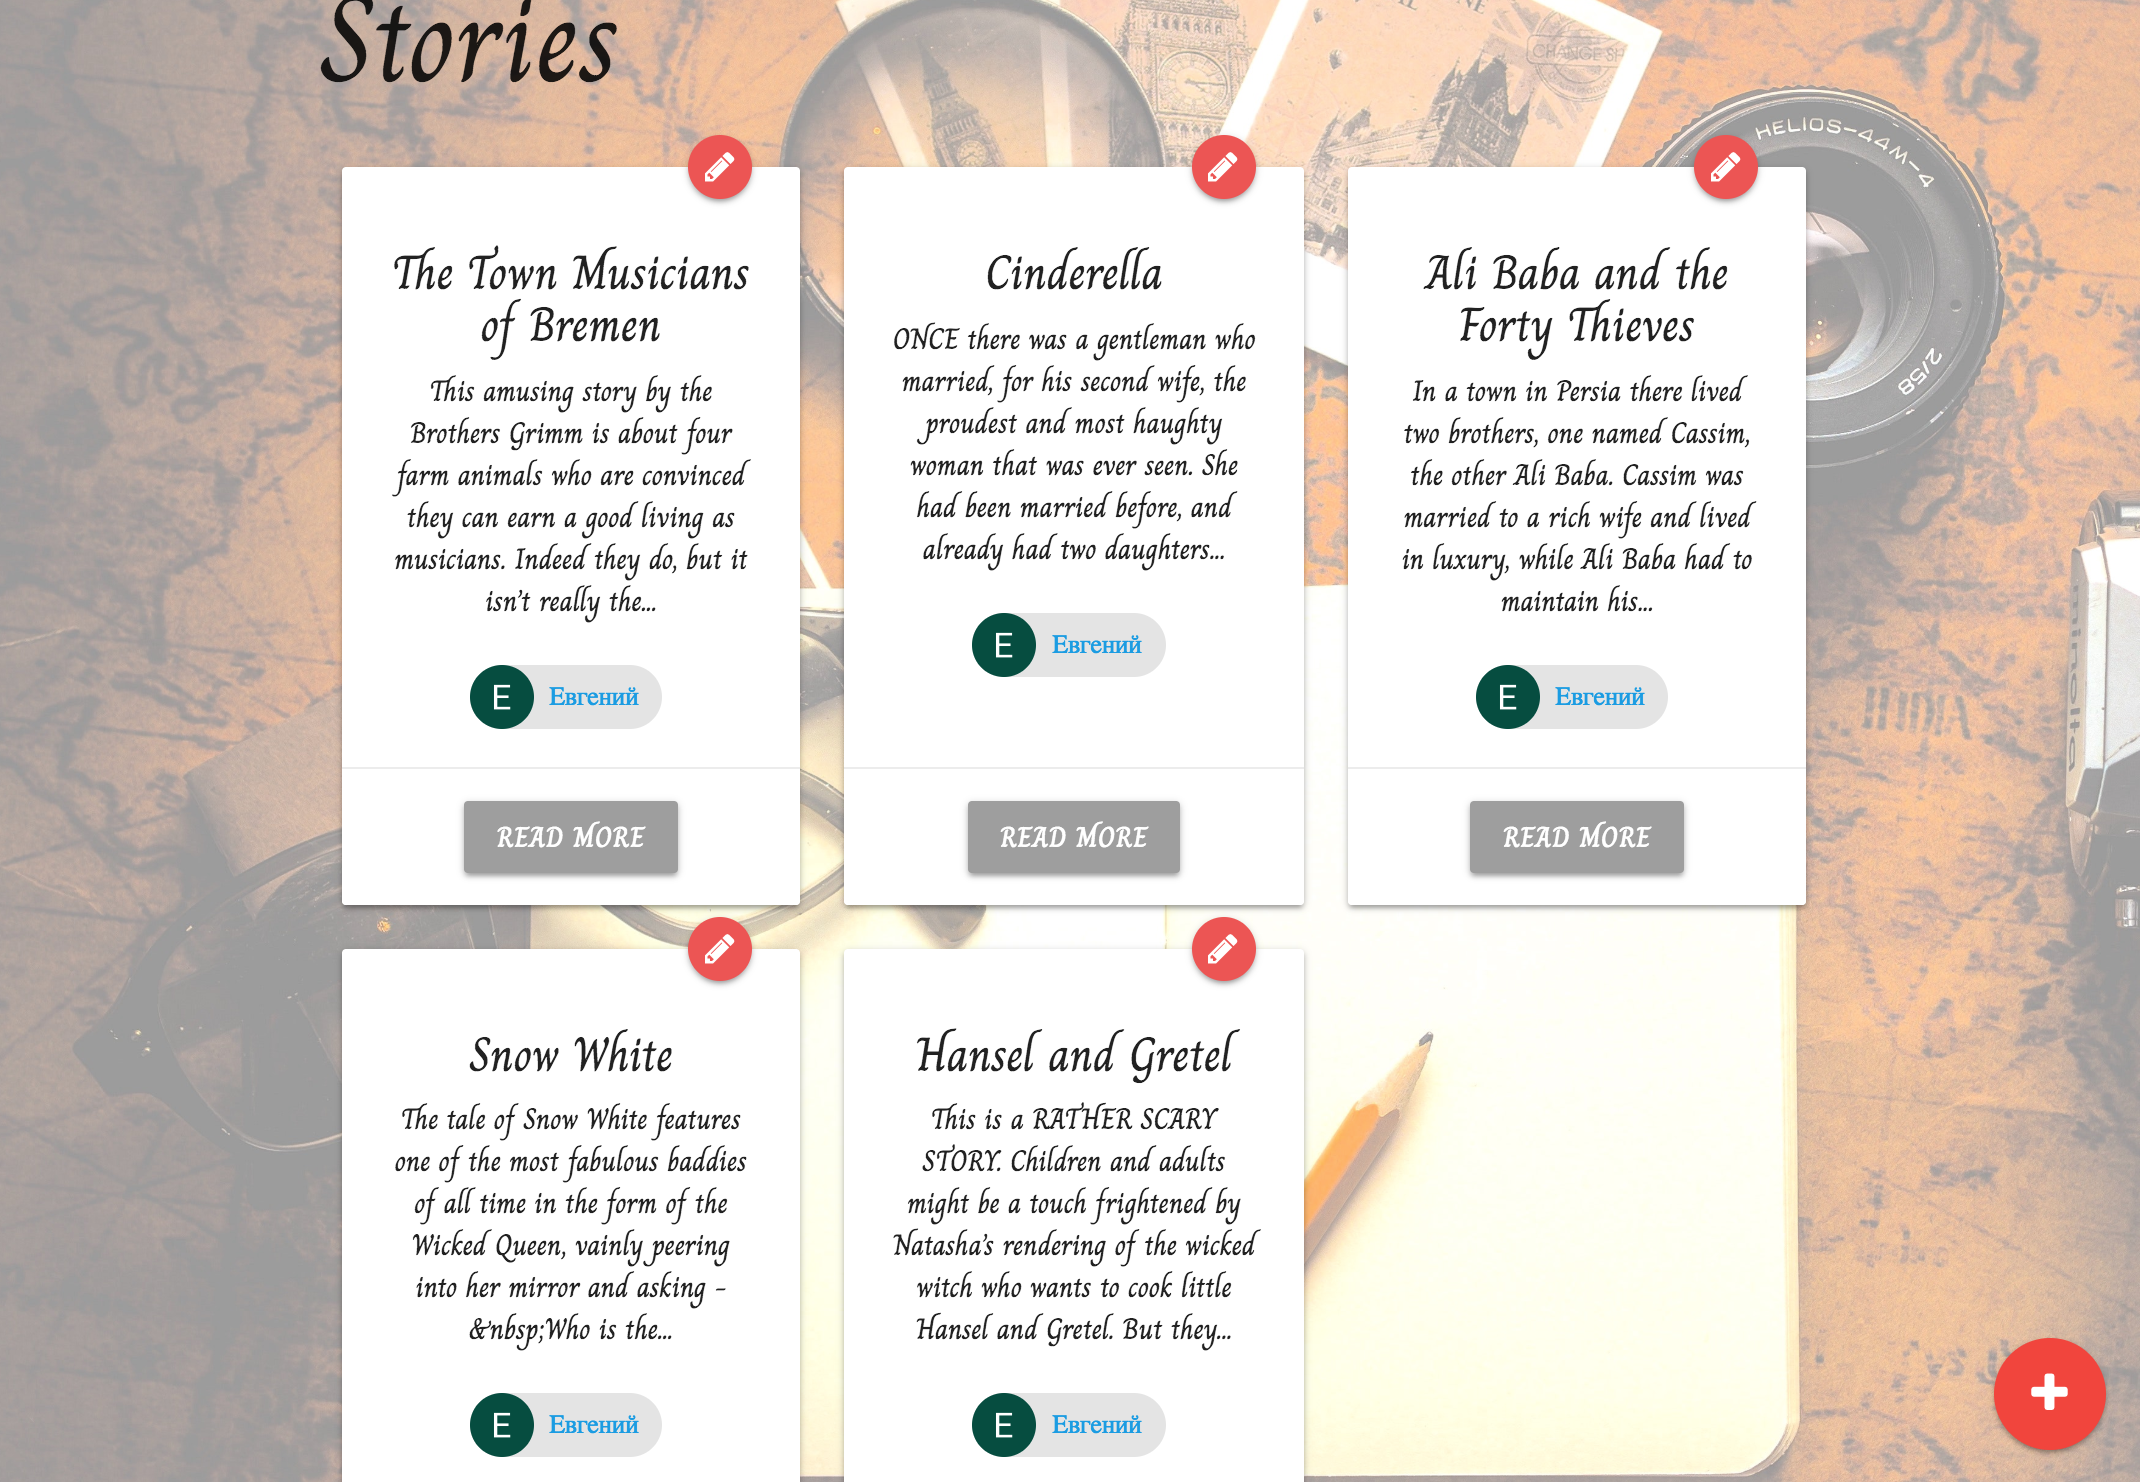 Stories
CHANGE SH
HELIOS-44M-4
2/58
The Town Musicians
of Bremen
This amusing story by the
Brothers Grimm is about four
farm animals who are convinced
they can earn a good living as
musicians. Indeed they do, but it
isn't really the...
E Евгений
READ MORE
Cinderella
ONCE there was a gentleman who
married, for his second wife, the
proudest and most haughty
woman that was ever seen. She
had been married before, and
already had two daughters...
E Евгений
READ MORE
Ali Baba and the
Forty Thieves
In a town in Persia there lived
two brothers, one named Cassim,
the other Ali Baba. Cassim was
married to a rich wife and lived
in luxury, while Ali Baba had to
maintain his...
E Евгений
READ MORE
minolta
Snow White
The tale of Snow White features
one of the most fabulous baddies
of all time in the form of the
Wicked Queen, vainly peering
into her mirror and asking –
&nbsp;Who is the...
E Евгений
Hansel and Gretel
This is a RATHER SCARY
STORY. Children and adults
might be a touch frightened by
Natasha's rendering of the wicked
witch who wants to cook little
Hansel and Gretel. But they...
E Евгений